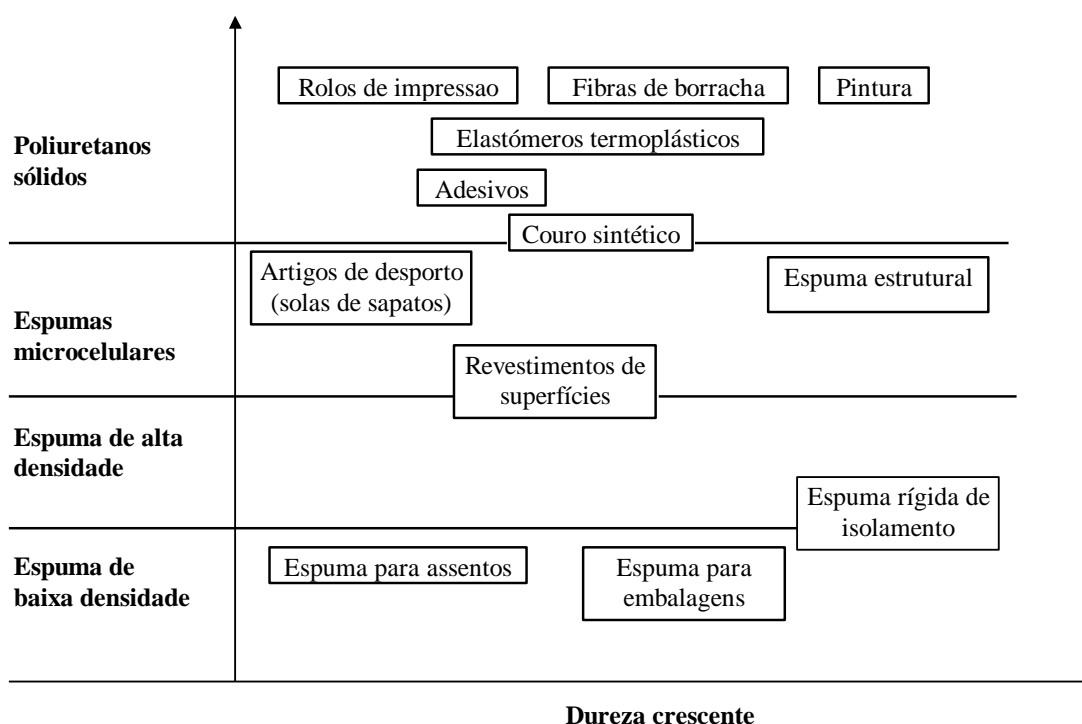 Rolos de impressao
Fibras de borracha
Pintura
Poliuretanos
sólidos
Elastómeros termoplásticos
Adesivos
Couro sintético
Artigos de desporto
(solas de sapatos)
Espuma estrutural
Espumas
microcelulares
Revestimentos de
superfícies
Espuma de alta
densidade
Espuma rígida de
isolamento
Espuma de
baixa densidade
Espuma para assentos
Espuma para
embalagens
Dureza crescente